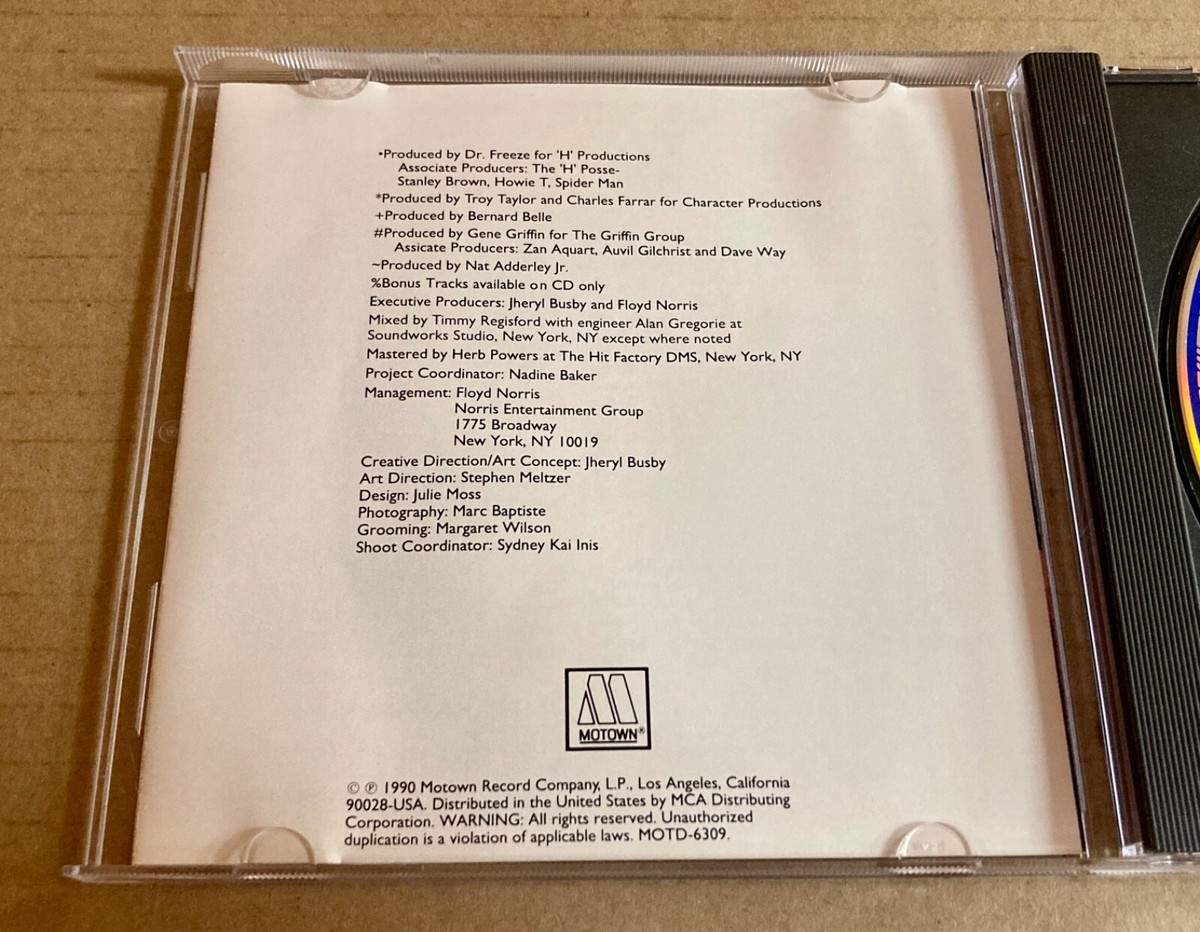 •Produced by Dr. Freeze for 'H' Productions
Associate Producers: The 'H' Posse-
Stanley Brown, Howie T, Spider Man
*Produced by Troy Taylor and Charles Farrar for Character Productions
+Produced by Bernard Belle
#Produced by Gene Griffin for The Griffin Group
Assicate Producers: Zan Aquart, Auvil Gilchrist and Dave Way
~Produced by Nat Adderley Jr.
%Bonus Tracks available on CD only
Executive Producers: Jheryl Busby and Floyd Norris
Mixed by Timmy Regisford with engineer Alan Gregorie at
Soundworks Studio, New York, NY except where noted
Mastered by Herb Powers at The Hit Factory DMS, New York, NY
Project Coordinator: Nadine Baker
Management: Floyd Norris
Norris Entertainment Group
1775 Broadway
New York, NY 10019
Creative Direction/Art Concept: Jheryl Busby
Art Direction: Stephen Meltzer
Design: Julie Moss
Photography: Marc Baptiste
Grooming: Margaret Wilson
Shoot Coordinator: Sydney Kai Inis
MOTOWN®
© ℗ 1990 Motown Record Company, L.P., Los Angeles, California
90028-USA. Distributed in the United States by MCA Distributing
Corporation. WARNING: All rights reserved. Unauthorized
duplication is a violation of applicable laws. MOTD-6309.